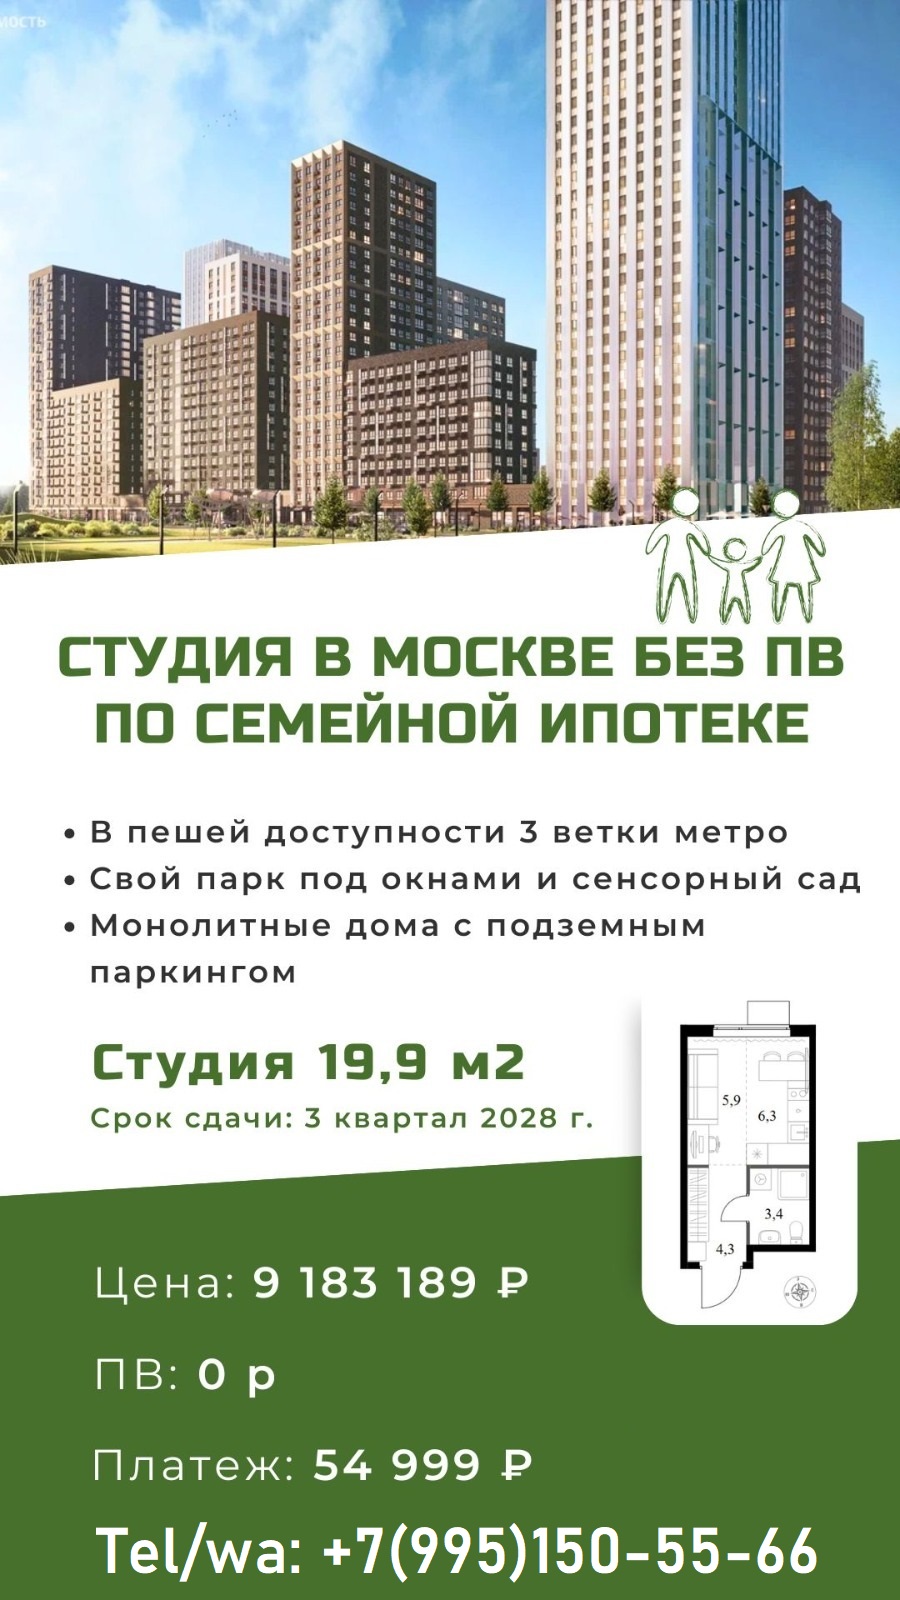 СТУДИЯ В МОСКВЕ БЕЗ ПВ
ПО СЕМЕЙНОЙ ИПОТЕКЕ
• В пешей доступности 3 ветки метро
• Свой парк под окнами и сенсорный сад
• Монолитные дома с подземным
паркингом
Студия 19,9 м2
Срок сдачи: 3 квартал 2028 г.
5,9
6,3
3,4
4,3
Цена: 9 183 189 ₽
ПВ: 0 р
Платеж: 54 999 ₽
Tel/wa: +7(995)150-55-66